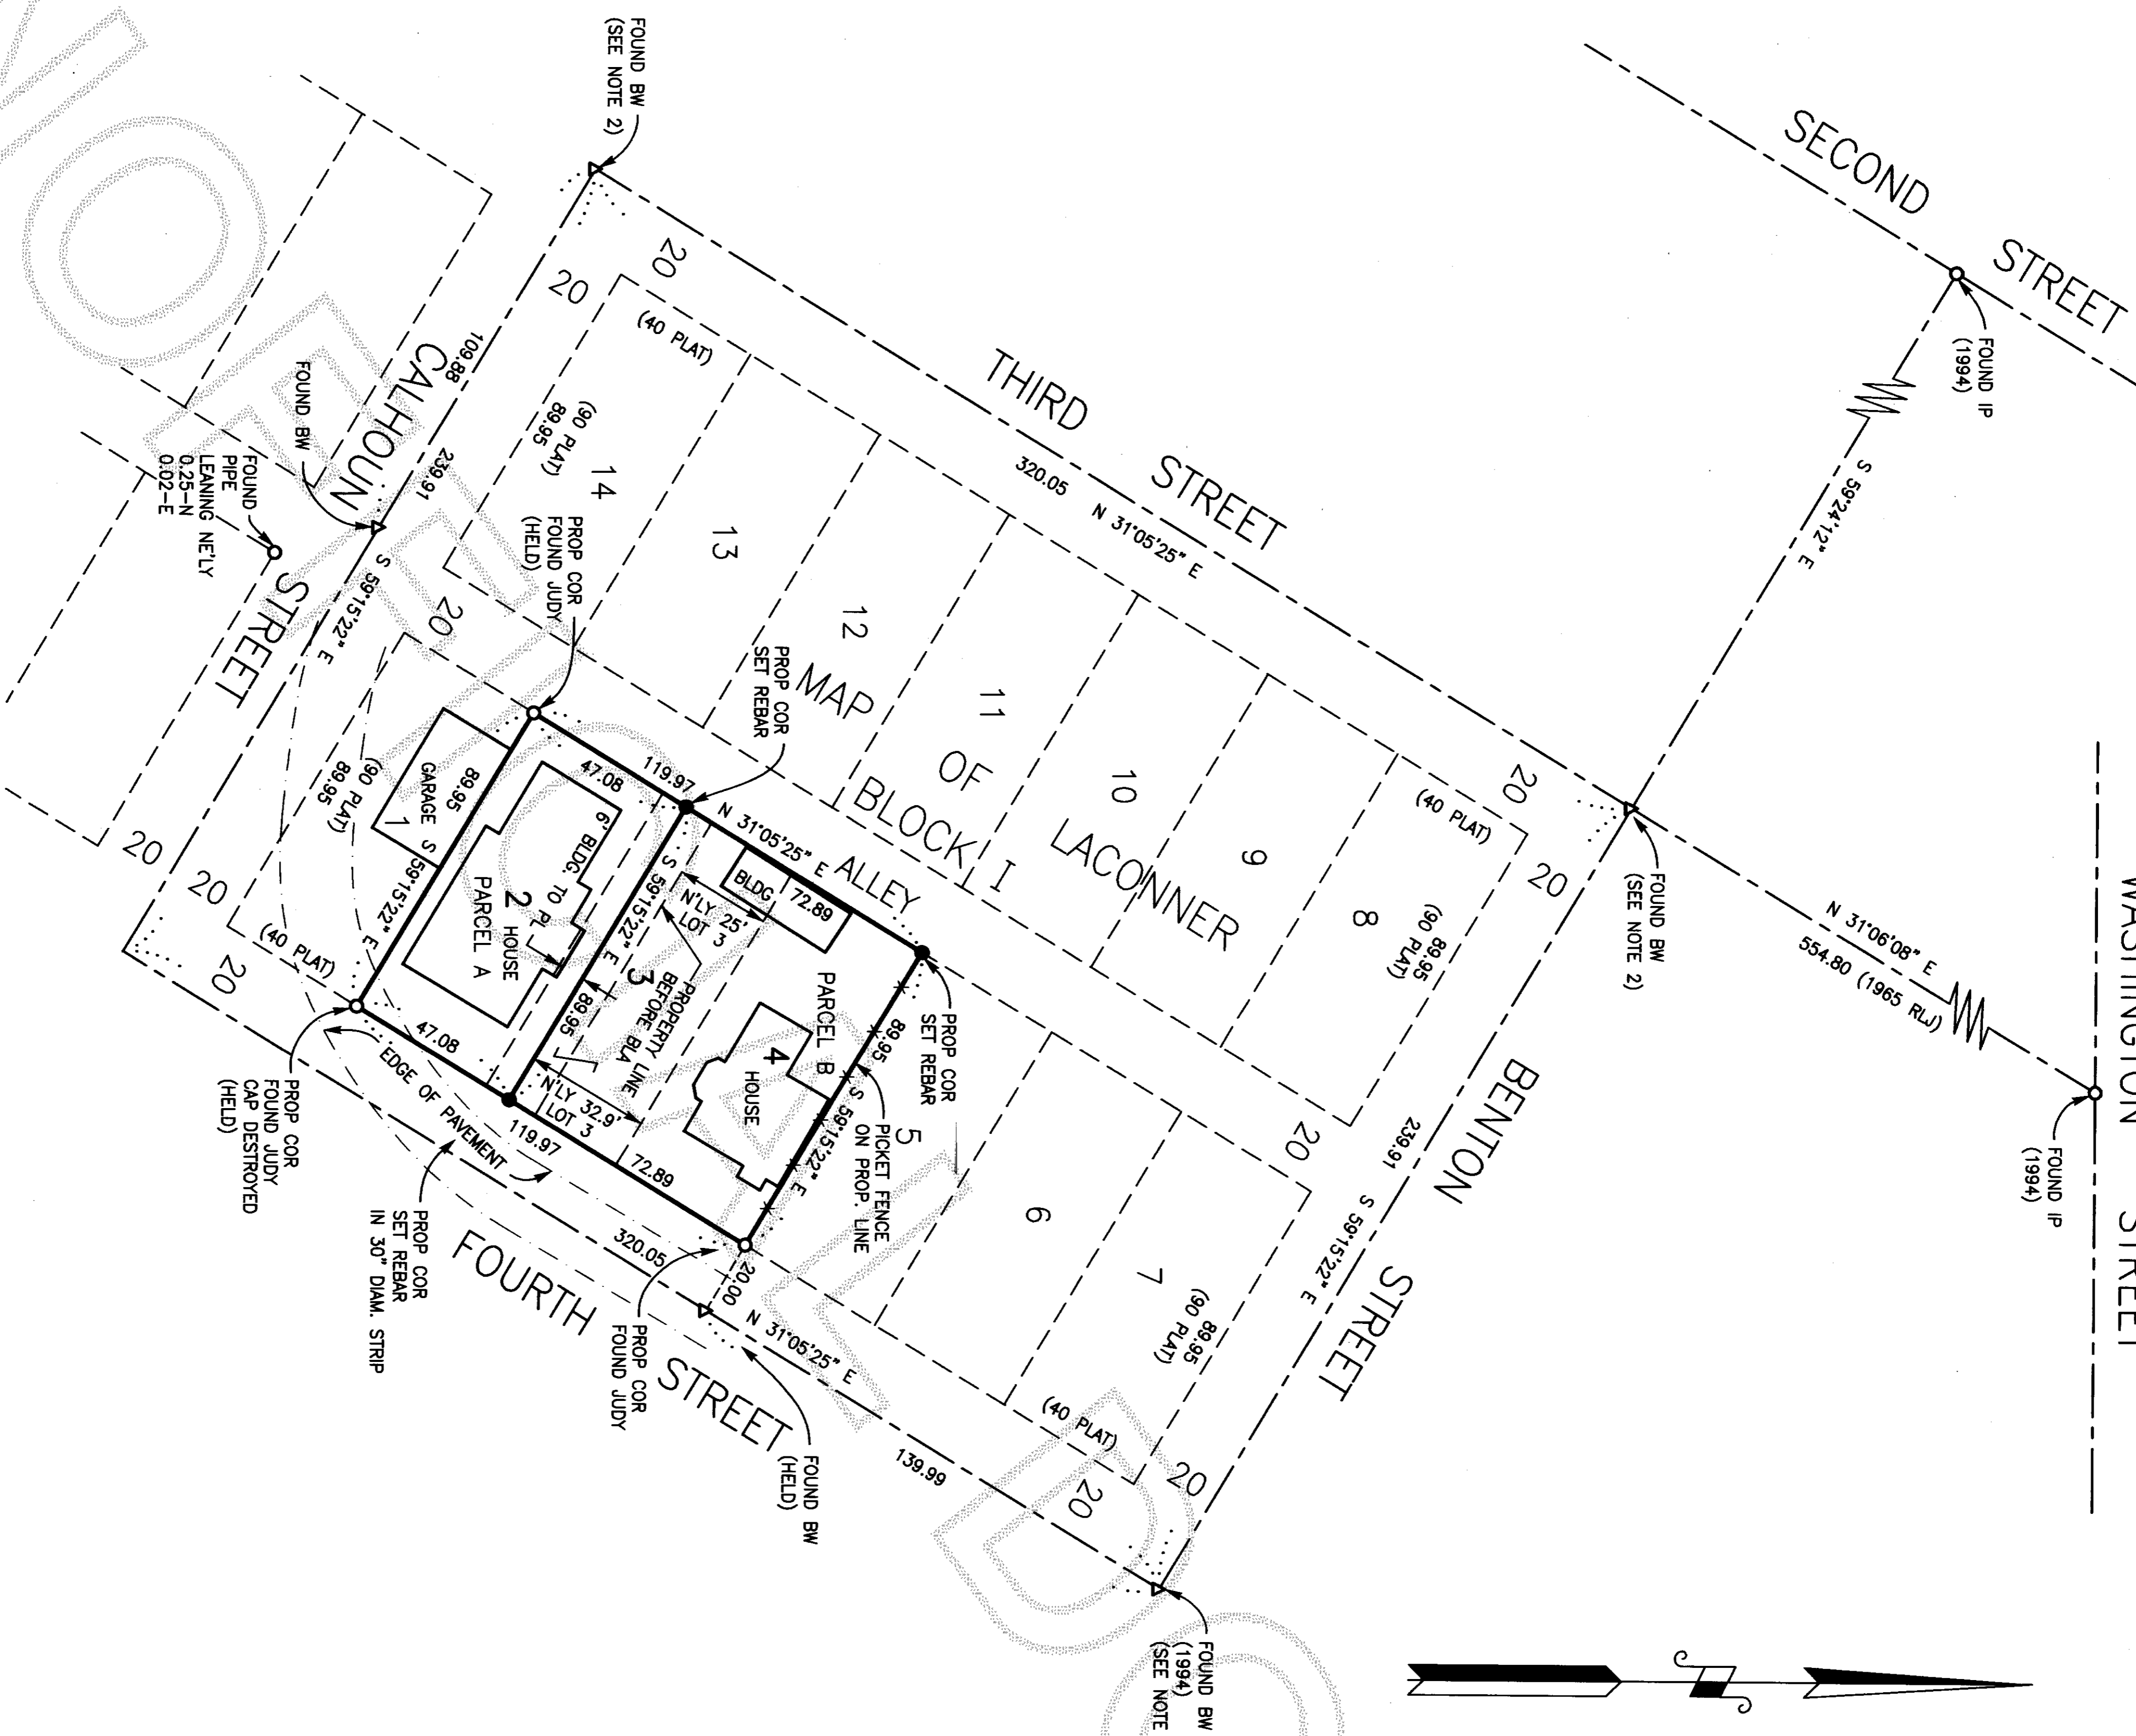 SECOND
STREET
FOUND IP
(1994)
S 59°24'12" E
FOUND BW
(SEE NOTE 2)
THIRD
STREET
320.05
N 31°05'25" E
FOUND BW
(SEE NOTE 2)
N 31°06'08" E
554.80 (1965 RLJ)
WASHINGTON STREET
FOUND IP
(1994)
20
20
(40 PLAT)
(90 PLAT)
89.95
14
13
12
11
10
9
8
MAP
OF
LACONNER
BLOCK I
20
(40 PLAT)
20
89.95
(90 PLAT)
109.88
CALHOUN
STREET
239.91
S 59°15'22" E
FOUND BW
FOUND
PIPE
LEANING NE'LY
0.25-N
0.02-E
PROP COR
FOUND JUDY
(HELD)
PROP COR
SET REBAR
20
(90 PLAT)
89.95
20
20
(40 PLAT)
20
GARAGE
1
89.95
S 59°15'22" E
47.08
119.97
N 31°05'25" E
ALLEY
72.89
6' BLDG. TO PL
2
HOUSE
PARCEL A
S 59°15'22" E
89.95
BLDG
N'LY 25'
LOT 3
3
PROPERTY LINE
BEFORE BLA
N'LY 32.9'
LOT 3
PARCEL B
4
HOUSE
89.95
S 59°15'22" E
PROP COR
SET REBAR
5
PICKET FENCE
ON PROP. LINE
6
7
89.95
(90 PLAT)
(40 PLAT)
20
20
20
BENTON
STREET
239.91
S 59°15'22" E
47.08
119.97
72.89
EDGE OF PAVEMENT
PROP COR
FOUND JUDY
CAP DESTROYED
(HELD)
PROP COR
SET REBAR
IN 30" DIAM. STRIP
FOURTH
STREET
320.05
20.00
N 31°05'25" E
139.99
PROP COR
FOUND JUDY
FOUND BW
(HELD)
FOUND BW
(1994)
(SEE NOTE